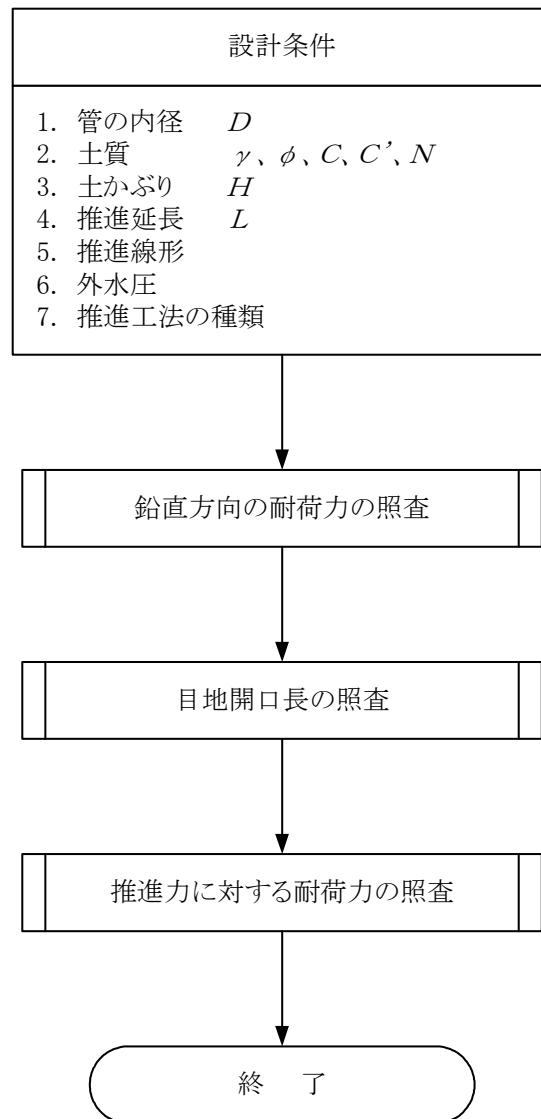 設計条件
1. 管の内径 D
2. 土質 γ、φ、C、C’、N
3. 土かぶり H
4. 推進延長 L
5. 推進線形
6. 外水圧
7. 推進工法の種類
鉛直方向の耐荷力の照査
目地開口長の照査
推進力に対する耐荷力の照査
終 了